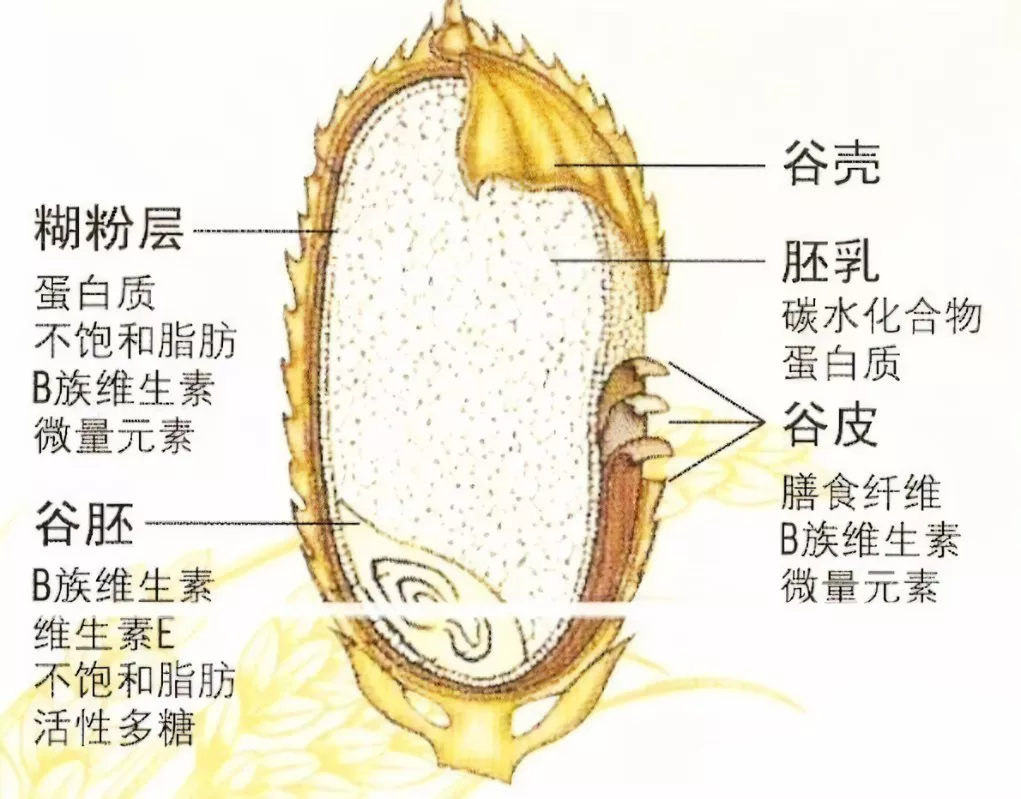 糊粉层
蛋白质
不饱和脂肪
B族维生素
微量元素
谷胚
B族维生素
维生素E
不饱和脂肪
活性多糖
谷壳
胚乳
碳水化合物
蛋白质
谷皮
膳食纤维
B族维生素
微量元素